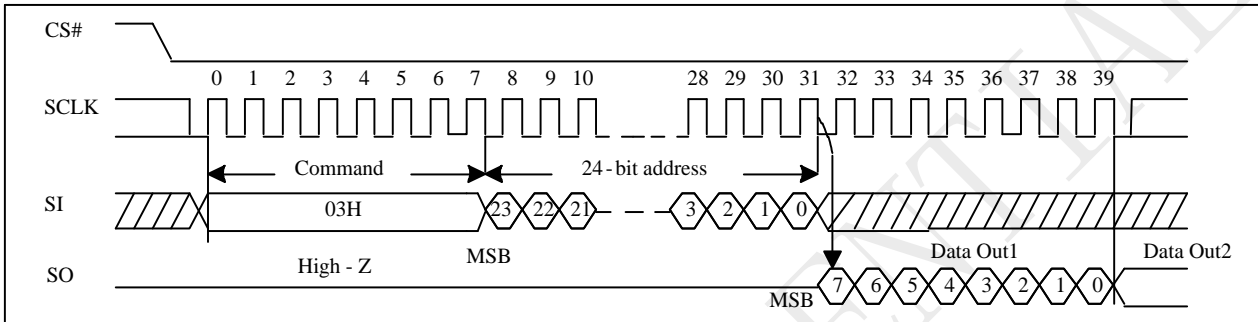 CS#
0 1 2 3 4 5 6 7 8 9 10 28 29 30 31 32 33 34 35 36 37 38 39
SCLK
Command 24-bit address
SI 03H 23 22 21 3 2 1 0
SO High - Z MSB Data Out1 Data Out2
MSB 7 6 5 4 3 2 1 0
ENTIAL